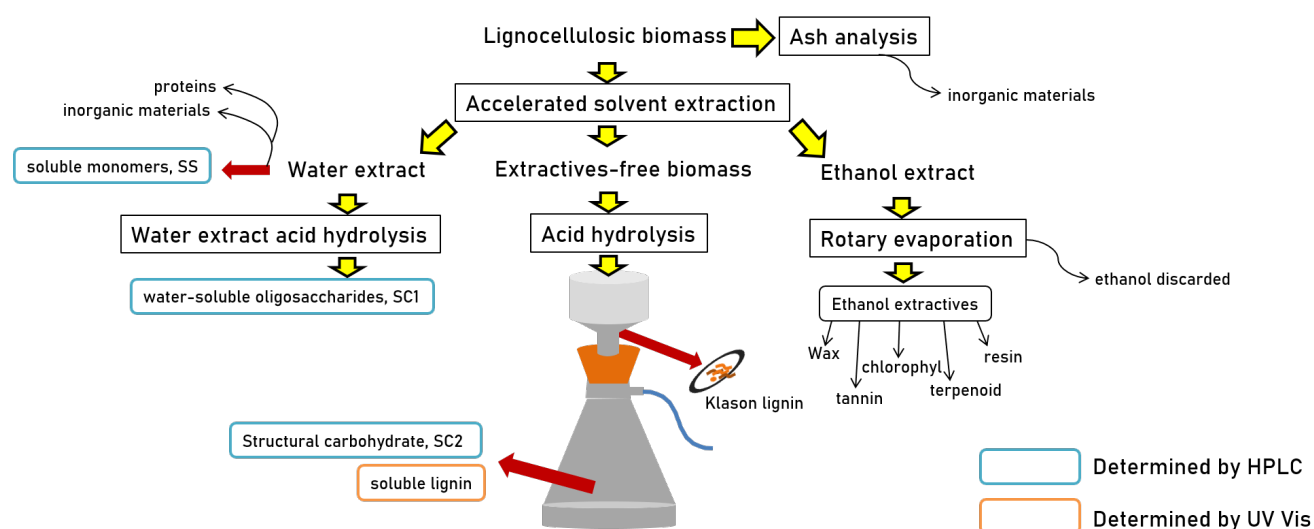 Lignocellulosic biomass
Ash analysis
inorganic materials
Accelerated solvent extraction
proteins
inorganic materials
soluble monomers, SS
Water extract
Extractives-free biomass
Ethanol extract
Water extract acid hydrolysis
Acid hydrolysis
Rotary evaporation
ethanol discarded
water-soluble oligosaccharides, SC1
Ethanol extractives
Wax
tannin
chlorophyl
terpenoid
resin
Klason lignin
Structural carbohydrate, SC2
soluble lignin
Determined by HPLC
Determined by UV Vis